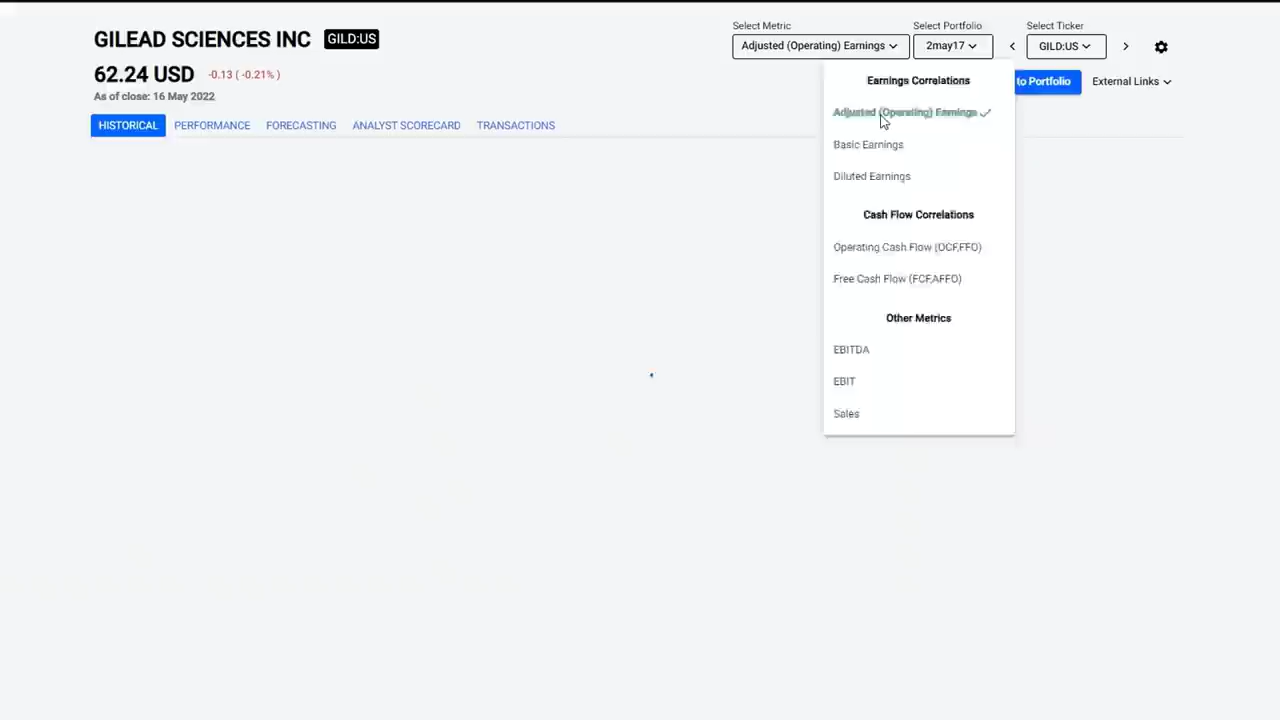 Select Metric
Select Portfolio
Select Ticker
GILEAD SCIENCES INC GILD:US
Adjusted (Operating) Earnings
2may17
GILD:US
62.24 USD -0.13 ( -0.21% )
to Portfolio
External Links
As of close: 16 May 2022
HISTORICAL PERFORMANCE FORECASTING ANALYST SCORECARD TRANSACTIONS
Earnings Correlations
Adjusted (Operating) Earnings
Basic Earnings
Diluted Earnings
Cash Flow Correlations
Operating Cash Flow (OCF,FFO)
Free Cash Flow (FCF,AFFO)
Other Metrics
EBITDA
EBIT
Sales